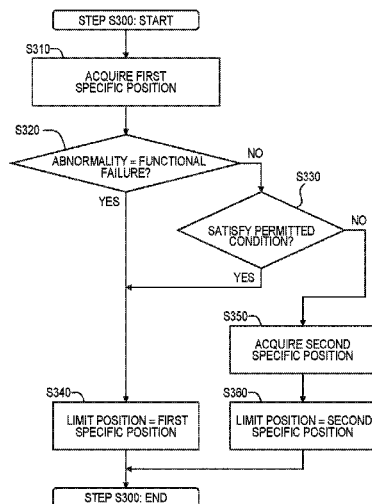 STEP S300: START
S310
ACQUIRE FIRST
SPECIFIC POSITION
S320
ABNORMALITY = FUNCTIONAL
FAILURE?
NO
YES
S330
SATISFY PERMITTED
CONDITION?
NO
YES
S350
ACQUIRE SECOND
SPECIFIC POSITION
S340
LIMIT POSITION = FIRST
SPECIFIC POSITION
S360
LIMIT POSITION = SECOND
SPECIFIC POSITION
STEP S300: END